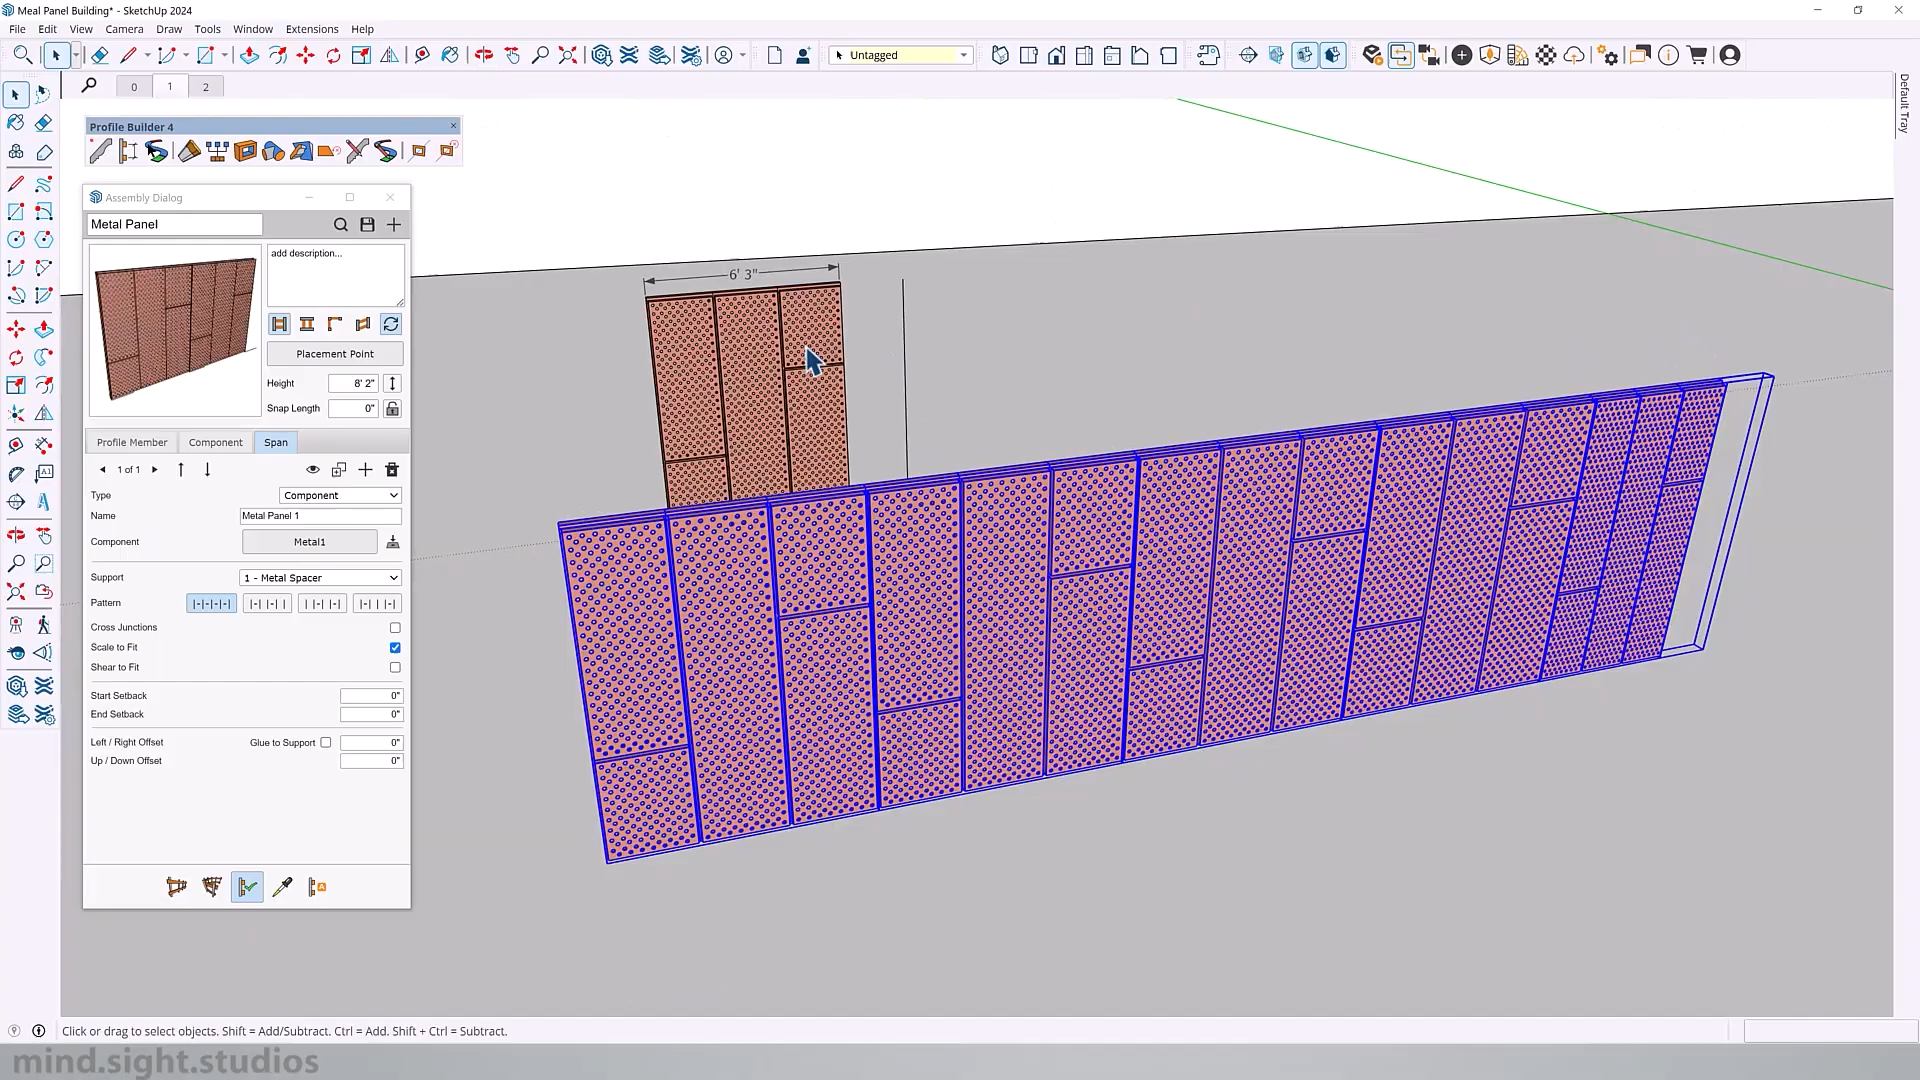 Meal Panel Building* - SketchUp 2024
File Edit View Camera Draw Tools Window Extensions Help
Untagged
0 1 2
Default Tray
Profile Builder 4
Assembly Dialog
Metal Panel
add description...
Placement Point
Height 8' 2"
Snap Length 0"
Profile Member Component Span
1 of 1
Type Component
Name Metal Panel 1
Component Metal1
Support 1 - Metal Spacer
Pattern
Cross Junctions
Scale to Fit
Shear to Fit
Start Setback 0"
End Setback 0"
Left / Right Offset Glue to Support 0"
Up / Down Offset 0"
6' 3"
Click or drag to select objects. Shift = Add/Subtract. Ctrl = Add. Shift + Ctrl = Subtract.
mind.sight.studios